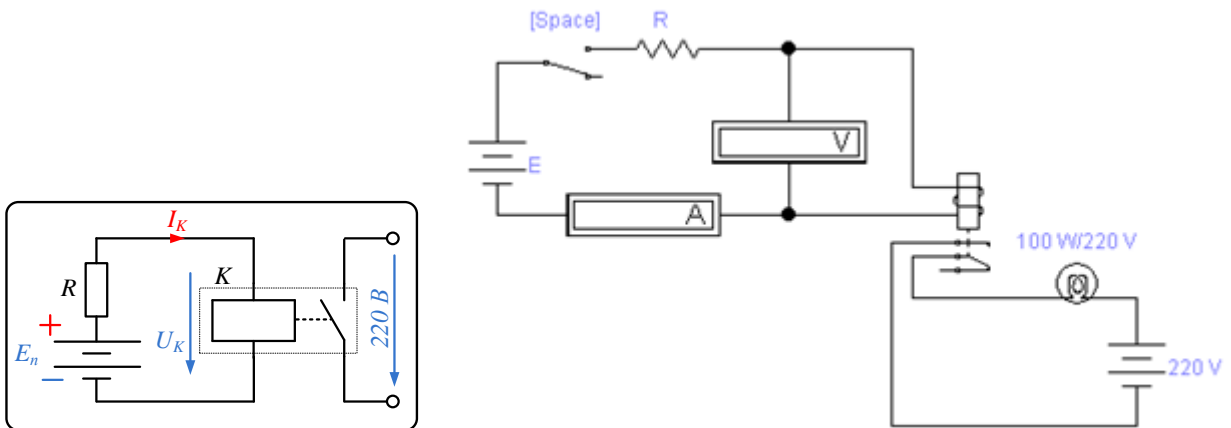 [Space]
R
V
E
A
100 W/220 V
220 V
I_K
K
R
+
E_n
−
U_K
220 В